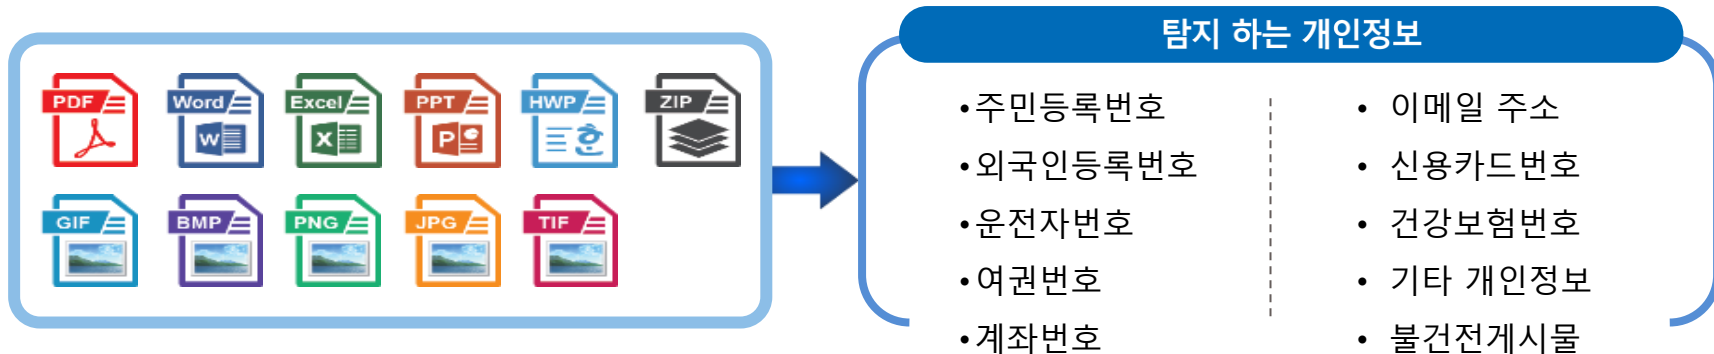 탐지 하는 개인정보
PDF
Word
Excel
PPT
HWP
ZIP
W
X
P
한
GIF
BMP
PNG
JPG
TIF
•주민등록번호
•외국인등록번호
•운전자번호
•여권번호
•계좌번호
• 이메일 주소
• 신용카드번호
• 건강보험번호
• 기타 개인정보
• 불건전게시물